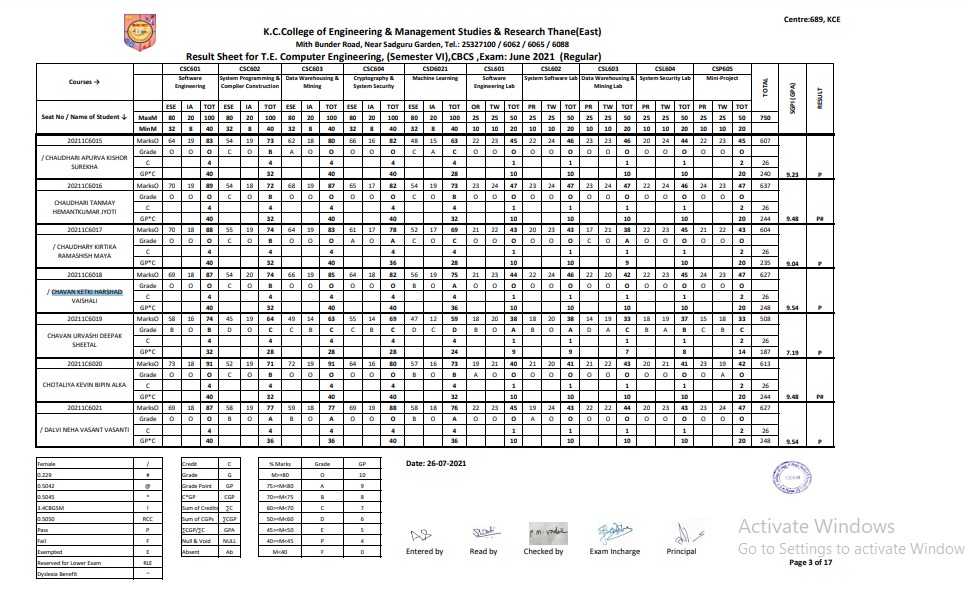 Centre:689, KCE
K.C.College of Engineering & Management Studies & Research Thane(East)
Mith Bunder Road, Near Sadguru Garden, Tel.: 25327100 / 6062 / 6065 / 6088
Result Sheet for T.E. Computer Engineering, (Semester VI),CBCS ,Exam: June 2021 (Regular)
CSC601 CSC602 CSC603 CSC604 CSD6021 CSL601 CSL602 CSL603 CSL604 CSP605
Courses → Software Engineering System Programming & Complier Construction Data Warehousing & Mining Cryptography & System Security Machine Learning Software Engineering Lab System Software Lab Data Warehousing & Mining Lab System Security Lab Mini-Project TOTAL SGPI (GPA) RESULT
ESE IA TOT ESE IA TOT ESE IA TOT ESE IA TOT ESE IA TOT OR TW TOT PR TW TOT PR TW TOT PR TW TOT PR TW TOT
Seat No / Name of Student ↓ MaxM 80 20 100 80 20 100 80 20 100 80 20 100 80 20 100 25 25 50 25 25 50 25 25 50 25 25 50 25 25 50 750
MinM 32 8 40 32 8 40 32 8 40 32 8 40 32 8 40 10 10 20 10 10 20 10 10 20 10 10 20 10 10 20
20211C6015 MarksO 64 19 83 54 19 73 62 18 80 66 16 82 48 15 63 22 23 45 22 24 46 23 23 46 20 24 44 23 22 45 607
/ CHAUDHARI APURVA KISHOR SUREKHA Grade O O O C O B A O O O O O C A C O O O O O O O O O O O O O O O
C 4 4 4 4 4 1 1 1 1 2 26
GP*C 40 32 40 40 28 10 10 10 10 20 240 9.23 P
20211C6016 MarksO 70 19 89 54 18 72 68 19 87 65 17 82 54 19 73 23 24 47 23 24 47 23 24 47 22 24 46 24 23 47 637
CHAUDHARI TANMAY HEMANTKUMAR JYOTI Grade O O O C O B O O O O O O C O B O O O O O O O O O O O O O O O
C 4 4 4 4 4 1 1 1 1 2 26
GP*C 40 32 40 40 32 10 10 10 10 20 244 9.48 P#
20211C6017 MarksO 70 18 88 55 19 74 64 19 83 61 17 78 52 17 69 21 22 43 23 20 43 17 21 38 22 23 45 20 23 43 604
/ CHAUDHARY KIRTIKA RAMASHISH MAYA Grade O O O C O B O O O A O A C O C O O O O O O C O A O O O O O O
C 4 4 4 4 4 1 1 1 1 2 26
GP*C 40 32 40 36 28 10 10 9 10 20 235 9.04 P
20211C6018 MarksO 69 18 87 54 20 74 66 19 85 64 18 82 56 19 75 21 23 44 22 24 46 22 20 42 22 23 45 24 23 47 627
/ CHAVAN KETKI HARSHAD VAISHALI Grade O O O C O B O O O O O O B O A O O O O O O O O O O O O O O O
C 4 4 4 4 4 1 1 1 1 2 26
GP*C 40 32 40 40 36 10 10 10 10 20 248 9.54 P
20211C6019 MarksO 58 16 74 45 19 64 49 14 63 55 14 69 47 12 59 18 20 38 18 20 38 14 19 33 18 19 37 15 18 33 508
CHAVAN URVASHI DEEPAK SHEETAL Grade B O B D O C C B C C B C D C D B O A B O A D A C B A B C B C
C 4 4 4 4 4 1 1 1 1 2 26
GP*C 32 28 28 28 24 9 9 7 8 14 187 7.19 P
20211C6020 MarksO 73 18 91 52 19 71 72 19 91 64 16 80 57 16 73 19 21 40 21 20 41 21 22 43 20 21 41 23 19 42 613
CHOTALIYA KEVIN BIPIN ALKA Grade O O O C O B O O O O O O B O B A O O O O O O O O O O O O A O
C 4 4 4 4 4 1 1 1 1 2 26
GP*C 40 32 40 40 32 10 10 10 10 20 244 9.48 P#
20211C6021 MarksO 69 18 87 58 19 77 59 18 77 69 19 88 58 18 76 22 23 45 19 24 43 22 22 44 20 23 43 24 23 47 627
/ DALVI NEHA VASANT VASANTI Grade O O O B O A B O A O O O B O A O O O A O O O O O O O O O O O
C 4 4 4 4 4 1 1 1 1 2 26
GP*C 40 36 36 40 36 10 10 10 10 20 248 9.54 P
Female / Credit C % Marks Grade GP Date: 26-07-2021
0.229 # Grade G M>=80 O 10
0.5042 @ Grade Point GP 75>=M<80 A 9
0.5045 * C*GP CGP 70>=M<75 B 8
3.4CBGSM ! Sum of Credits ∑C 60>=M<70 C 7
0.5050 RCC Sum of CGPs ∑CGP 50>=M<60 D 6
Pass P ∑CGP/∑C GPA 45>=M<50 E 5
Fail F Null & Void NULL 40>=M<45 P 4
Exempted E Absent Ab M<40 F 0
Reserved for Lower Exam RLE
Dyslexia Benefit ~
Entered by Read by Checked by Exam Incharge Principal
Page 3 of 17
Activate Windows
Go to Settings to activate Window